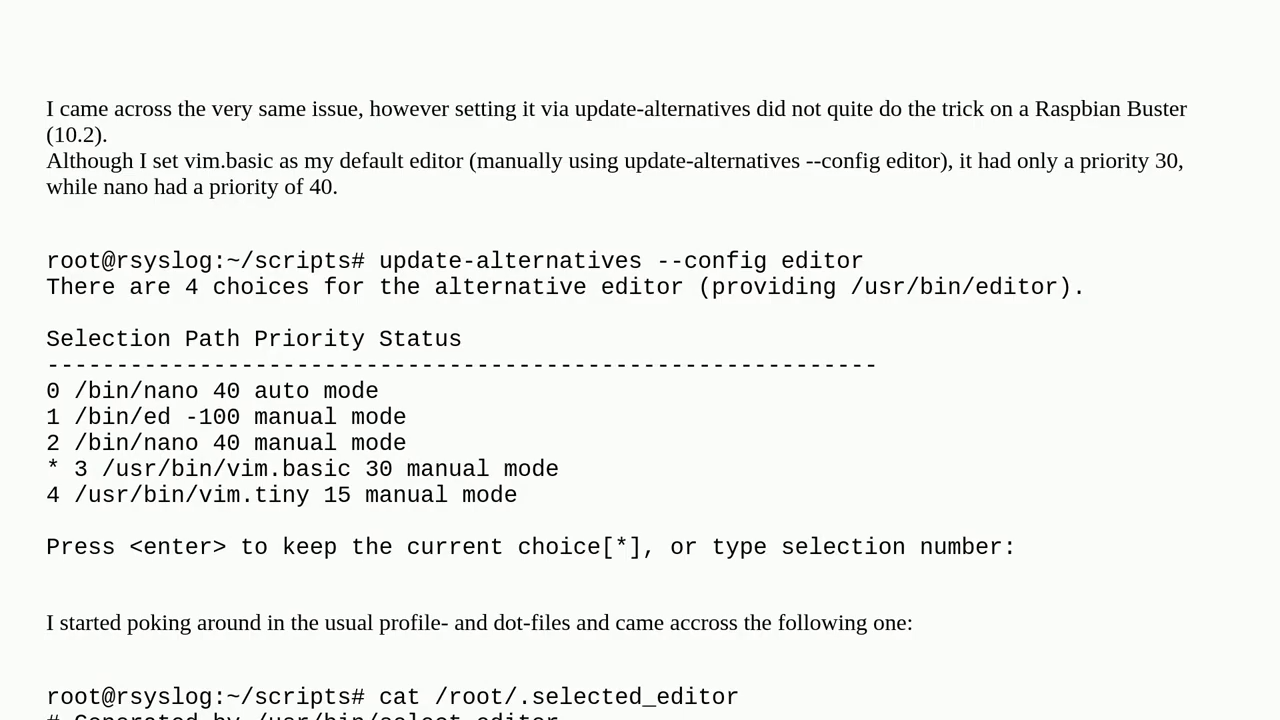 I came across the very same issue, however setting it via update-alternatives did not quite do the trick on a Raspbian Buster
(10.2).
Although I set vim.basic as my default editor (manually using update-alternatives --config editor), it had only a priority 30,
while nano had a priority of 40.
root@rsyslog:~/scripts# update-alternatives --config editor
There are 4 choices for the alternative editor (providing /usr/bin/editor).
Selection Path Priority Status
------------------------------------------------------------
0 /bin/nano 40 auto mode
1 /bin/ed -100 manual mode
2 /bin/nano 40 manual mode
* 3 /usr/bin/vim.basic 30 manual mode
4 /usr/bin/vim.tiny 15 manual mode
Press <enter> to keep the current choice[*], or type selection number:
I started poking around in the usual profile- and dot-files and came accross the following one:
root@rsyslog:~/scripts# cat /root/.selected_editor
# Generated by /usr/bin/select-editor